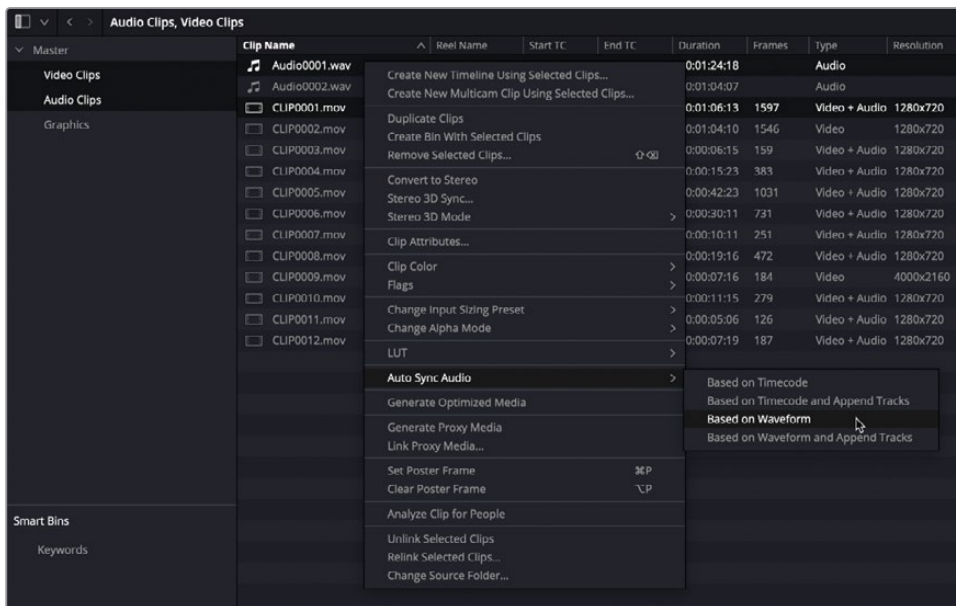 Audio Clips, Video Clips
Master
Video Clips
Audio Clips
Graphics
Smart Bins
Keywords
Clip Name Reel Name Start TC End TC Duration Frames Type Resolution
Audio0001.wav 0:01:24:18 Audio
Audio0002.wav 0:01:04:07 Audio
CLIP0001.mov 0:01:06:13 1597 Video + Audio 1280x720
CLIP0002.mov 0:01:04:10 1546 Video 1280x720
CLIP0003.mov 0:00:06:15 159 Video + Audio 1280x720
CLIP0004.mov 0:00:15:23 383 Video + Audio 1280x720
CLIP0005.mov 0:00:42:23 1031 Video + Audio 1280x720
CLIP0006.mov 0:00:30:11 731 Video + Audio 1280x720
CLIP0007.mov 0:00:10:11 251 Video + Audio 1280x720
CLIP0008.mov 0:00:19:16 472 Video + Audio 1280x720
CLIP0009.mov 0:00:07:16 184 Video 4000x2160
CLIP0010.mov 0:00:11:15 279 Video + Audio 1280x720
CLIP0011.mov 0:00:05:06 126 Video + Audio 1280x720
CLIP0012.mov 0:00:07:19 187 Video + Audio 1280x720
Create New Timeline Using Selected Clips...
Create New Multicam Clip Using Selected Clips...
Duplicate Clips
Create Bin With Selected Clips
Remove Selected Clips... ⇧⌫
Convert to Stereo
Stereo 3D Sync...
Stereo 3D Mode
Clip Attributes...
Clip Color
Flags
Change Input Sizing Preset
Change Alpha Mode
LUT
Auto Sync Audio
Generate Optimized Media
Generate Proxy Media
Link Proxy Media...
Set Poster Frame ⌘P
Clear Poster Frame ⌥P
Analyze Clip for People
Unlink Selected Clips
Relink Selected Clips...
Change Source Folder...
Based on Timecode
Based on Timecode and Append Tracks
Based on Waveform
Based on Waveform and Append Tracks